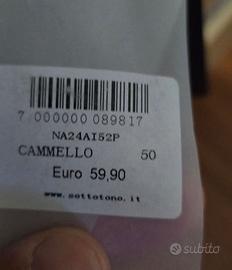 7 000000 089817
NA24AI52P
CAMMELLO 50
Euro 59,90
www.sottotono.it
subito